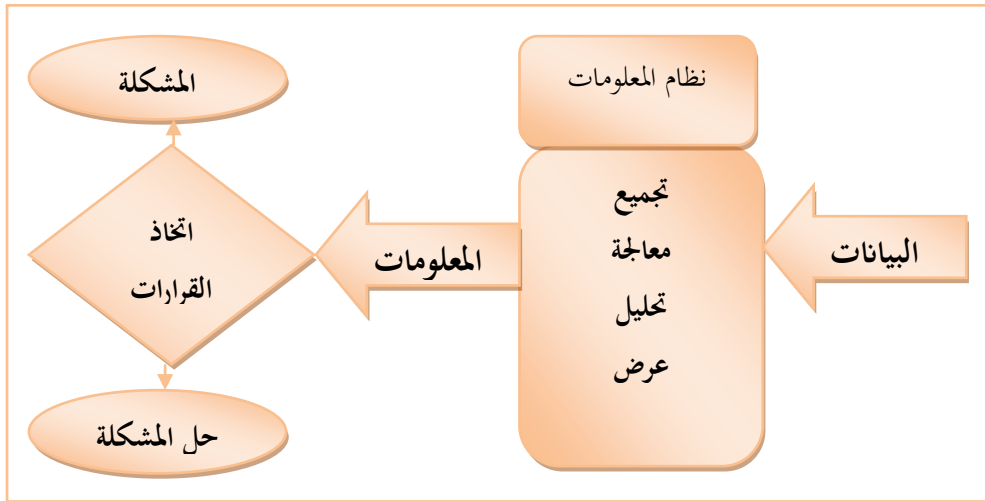 نظام المعلومات
البيانات
تجميع
معالجة
تحليل
عرض
المعلومات
المشكلة
اتخاذ
القرارات
حل المشكلة